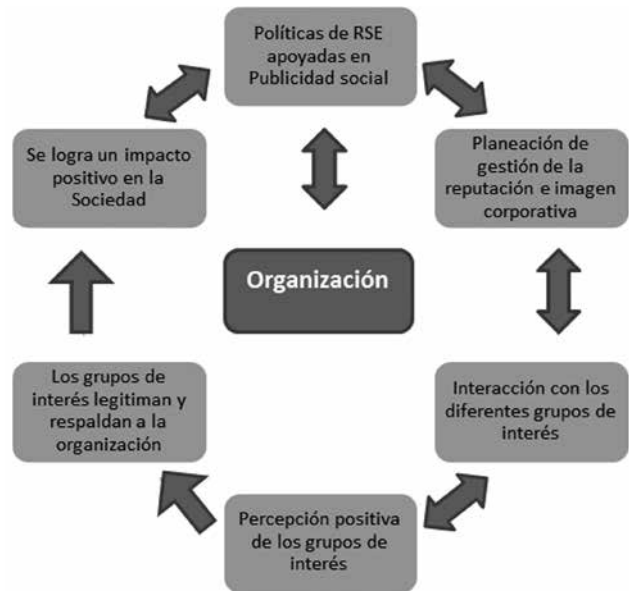 Políticas de RSE
apoyadas en
Publicidad social
Se logra un impacto
positivo en la
Sociedad
Planeación de
gestión de la
reputación e imagen
corporativa
Organización
Los grupos de
interés legitiman y
respaldan a la
organización
Interacción con los
diferentes grupos de
interés
Percepción positiva
de los grupos de
interés